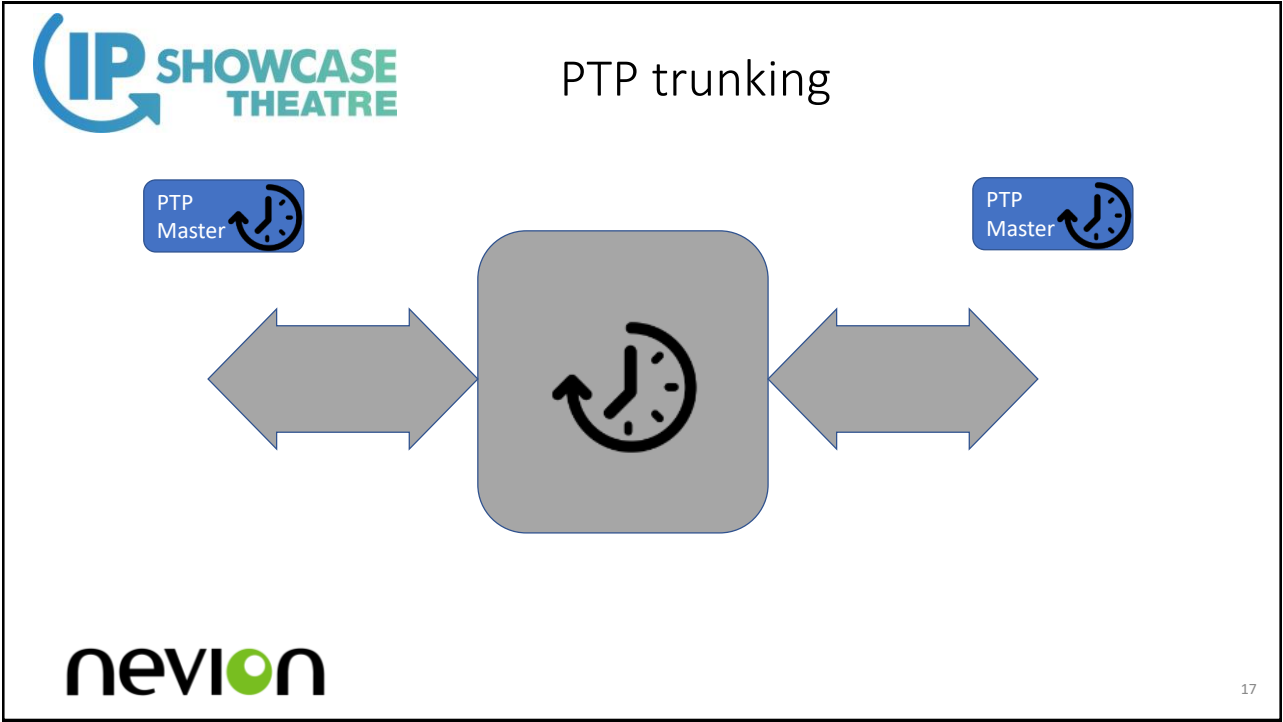 IP SHOWCASE
THEATRE
PTP trunking
PTP
Master
PTP
Master
nevion
17